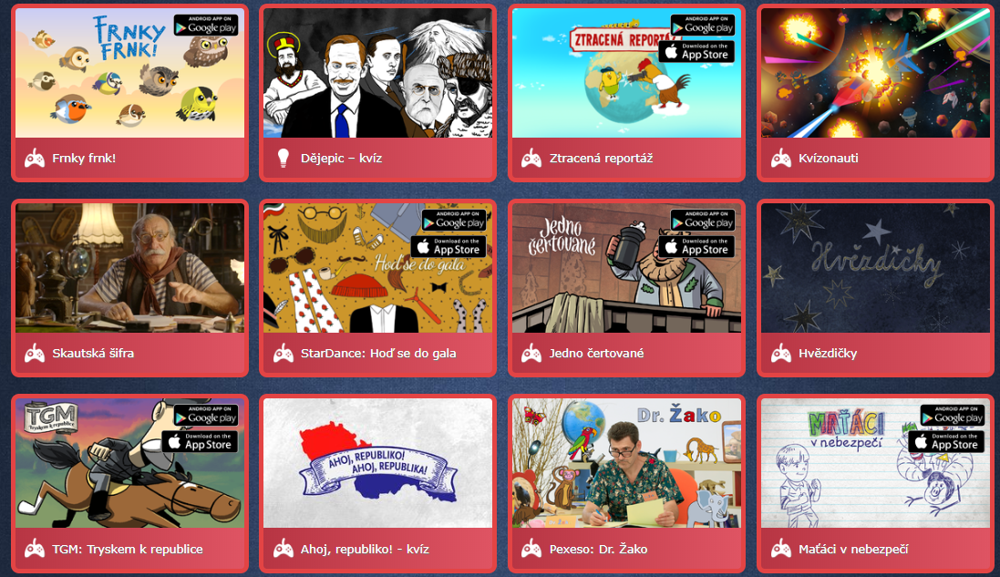 FRNKY
FRNK!
ANDROID APP ON
Google play
Frnky frnk!
Dějepic – kvíz
ZTRACENÁ REPORTÁŽ
ANDROID APP ON
Google play
Download on the
App Store
Ztracená reportáž
Kvízonauti
Skautská šifra
ANDROID APP ON
Google play
Download on the
App Store
Hoď se do gala
StarDance: Hoď se do gala
Jedno
čertované
ANDROID APP ON
Google play
Download on the
App Store
Jedno čertované
Hvězdičky
Hvězdičky
TGM
Tryskem k republice
ANDROID APP ON
Google play
Download on the
App Store
TGM: Tryskem k republice
AHOJ, REPUBLIKO!
AHOJ, REPUBLIKA!
Ahoj, republiko! - kvíz
Dr. Žako
Pexeso: Dr. Žako
MAŤÁCI
v nebezpečí
ANDROID APP ON
Google play
Download on the
App Store
Maťáci v nebezpečí